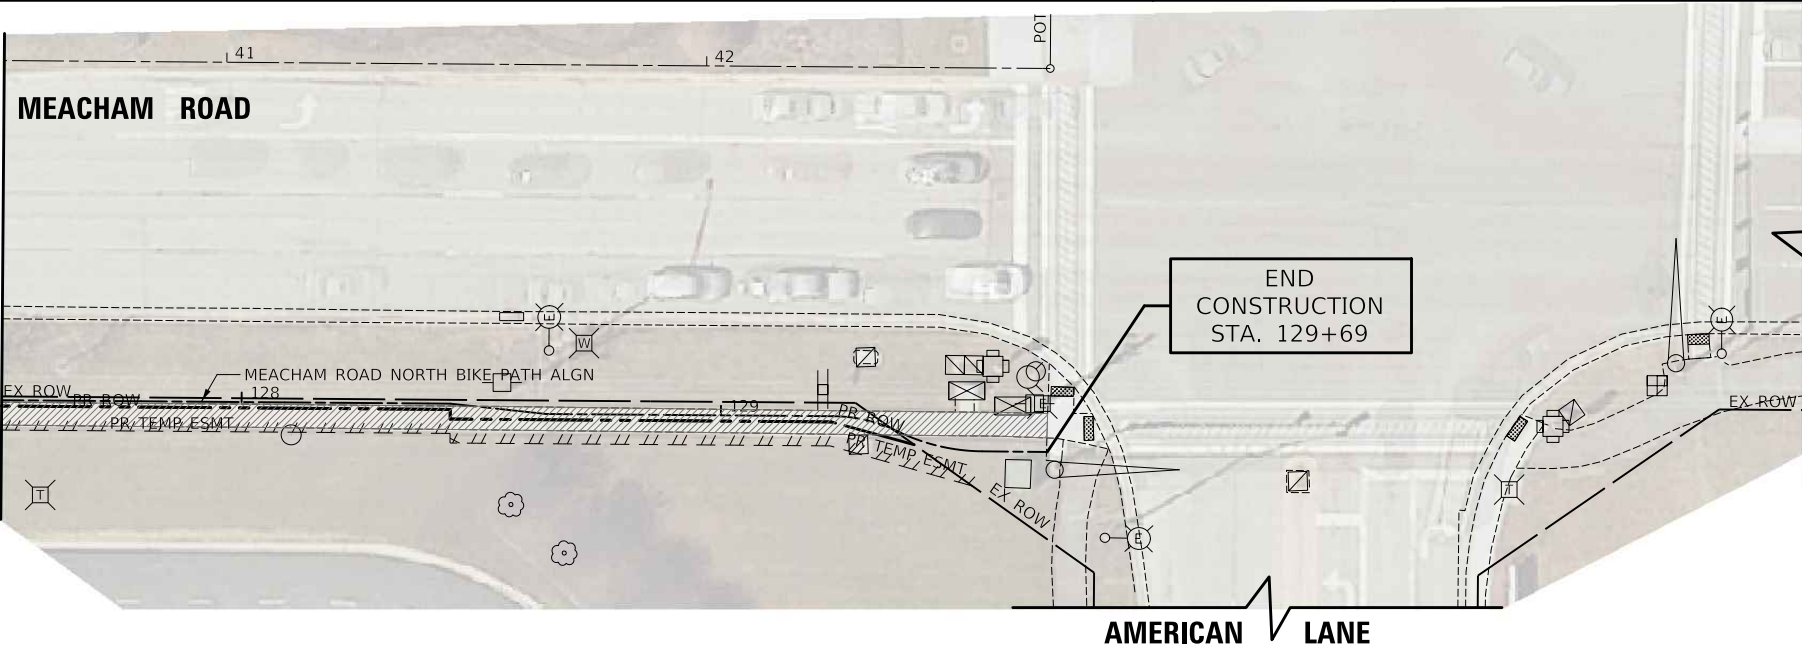 POT
41
42
MEACHAM ROAD
END
CONSTRUCTION
STA. 129+69
E
E
W
MEACHAM ROAD NORTH BIKE PATH ALGN
EX ROW
PR ROW
128
129
PR ROW
EX ROW
PR TEMP ESMT
PR TEMP ESMT
T
EX ROW
T
E
AMERICAN LANE